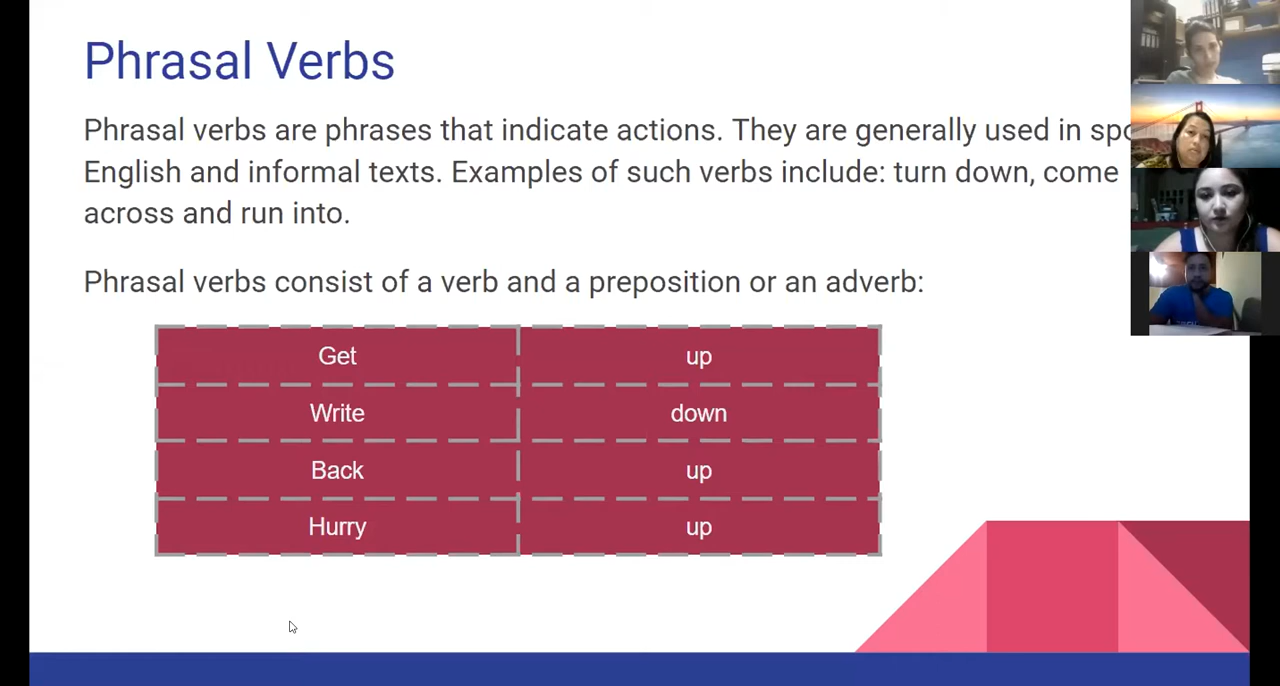 Phrasal Verbs
Phrasal verbs are phrases that indicate actions. They are generally used in
English and informal texts. Examples of such verbs include: turn down, come
across and run into.
Phrasal verbs consist of a verb and a preposition or an adverb:
Get up
Write down
Back up
Hurry up